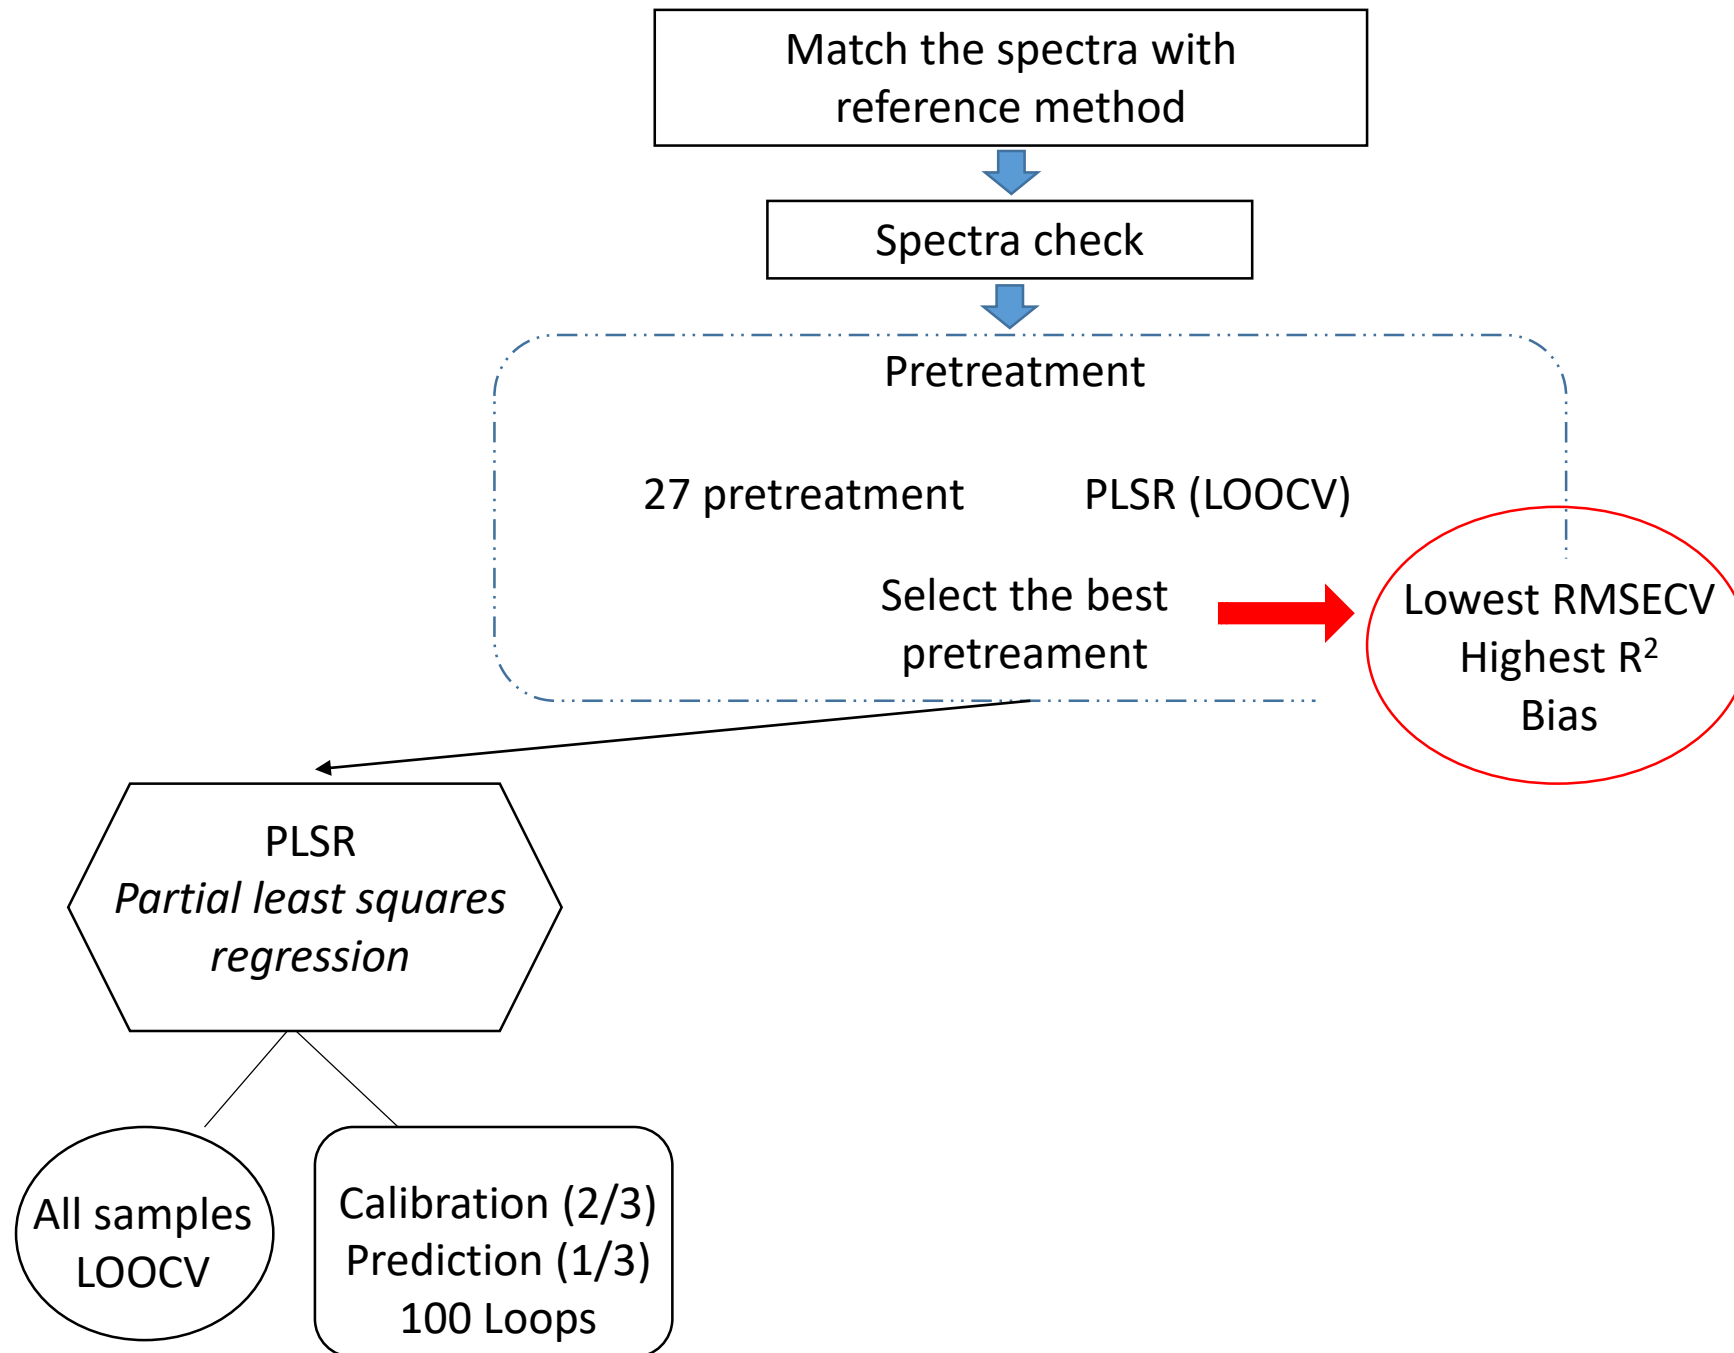 Match the spectra with
reference method
Spectra check
Pretreatment
27 pretreatment
PLSR (LOOCV)
Select the best
pretreament
Lowest RMSECV
Highest R²
Bias
PLSR
Partial least squares
regression
All samples
LOOCV
Calibration (2/3)
Prediction (1/3)
100 Loops